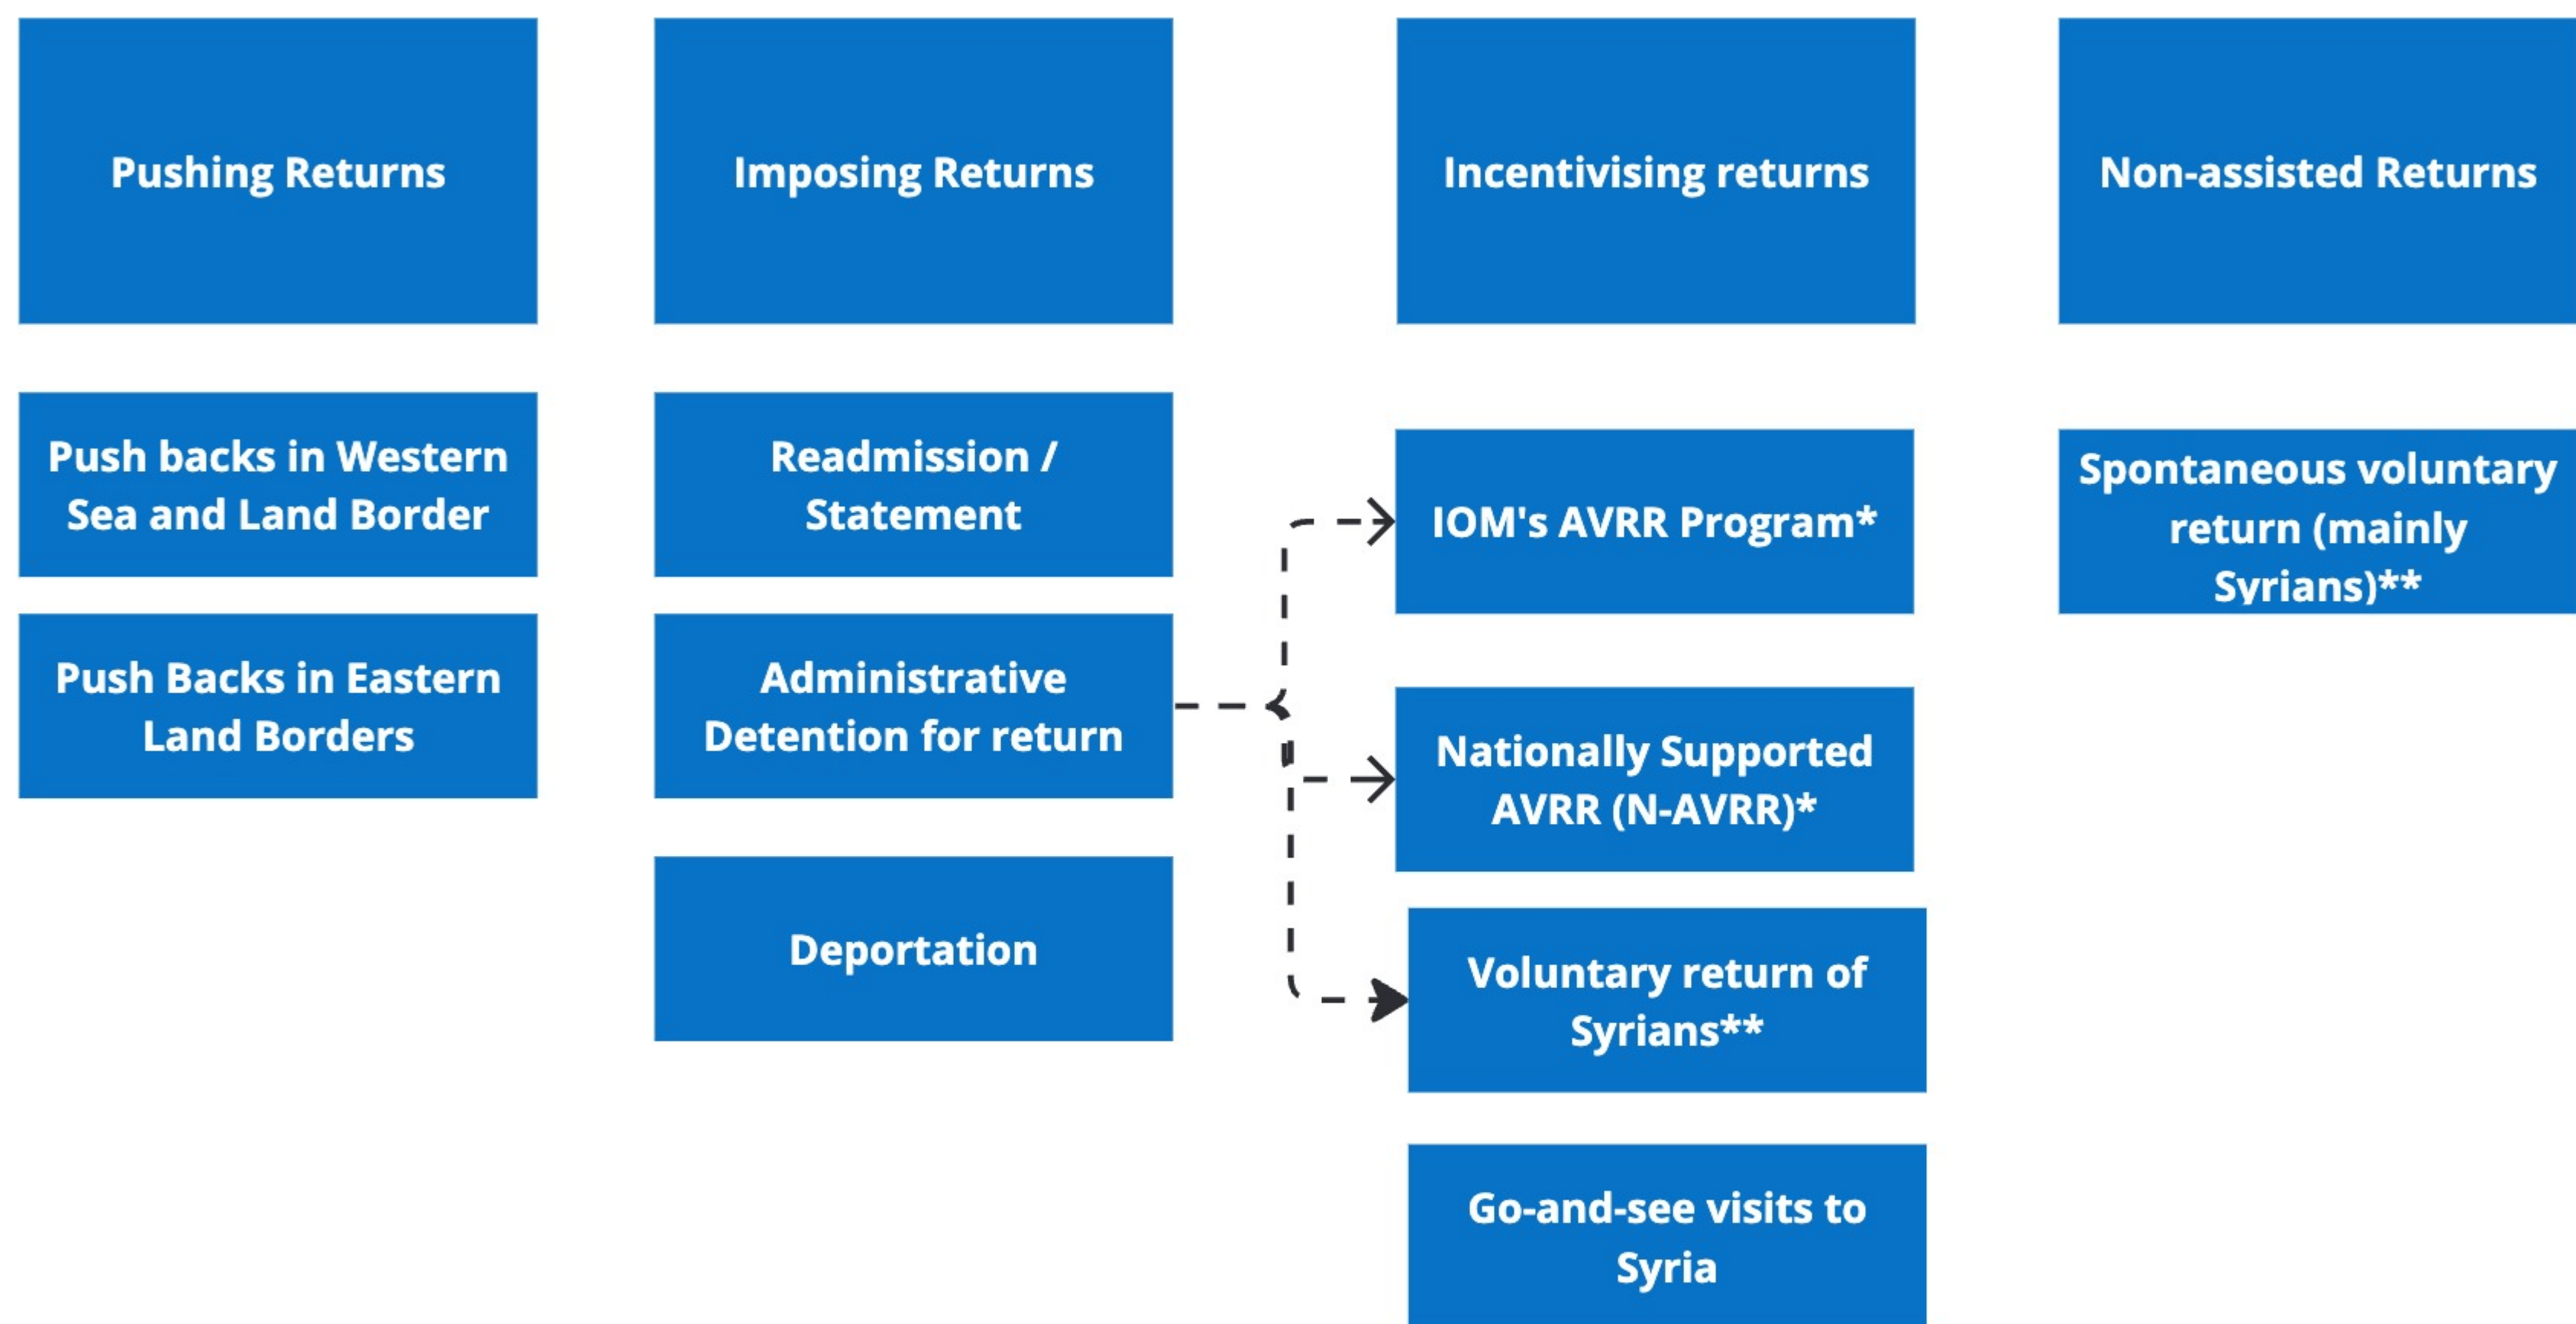 Pushing Returns
Imposing Returns
Incentivising returns
Non-assisted Returns
Push backs in Western
Sea and Land Border
Push Backs in Eastern
Land Borders
Readmission /
Statement
Administrative
Detention for return
Deportation
IOM's AVRR Program*
Nationally Supported
AVRR (N-AVRR)*
Voluntary return of
Syrians**
Go-and-see visits to
Syria
Spontaneous voluntary
return (mainly
Syrians)**